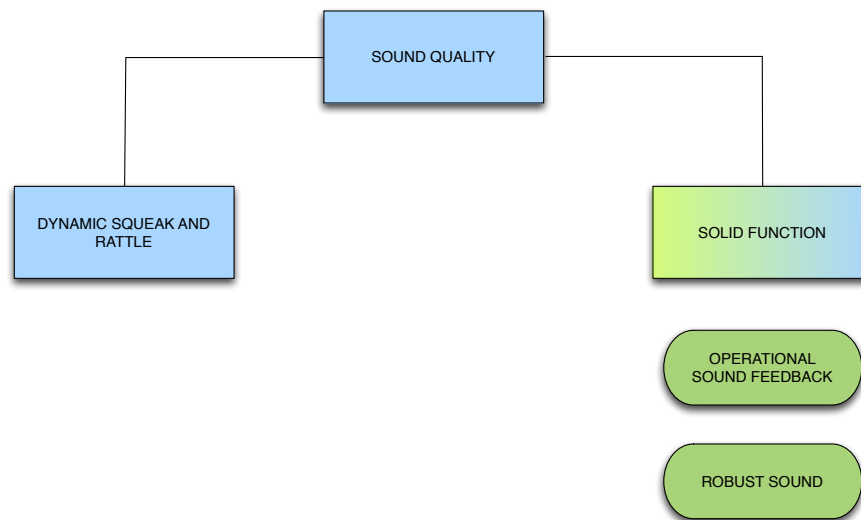 SOUND QUALITY
DYNAMIC SQUEAK AND
RATTLE
SOLID FUNCTION
OPERATIONAL
SOUND FEEDBACK
ROBUST SOUND